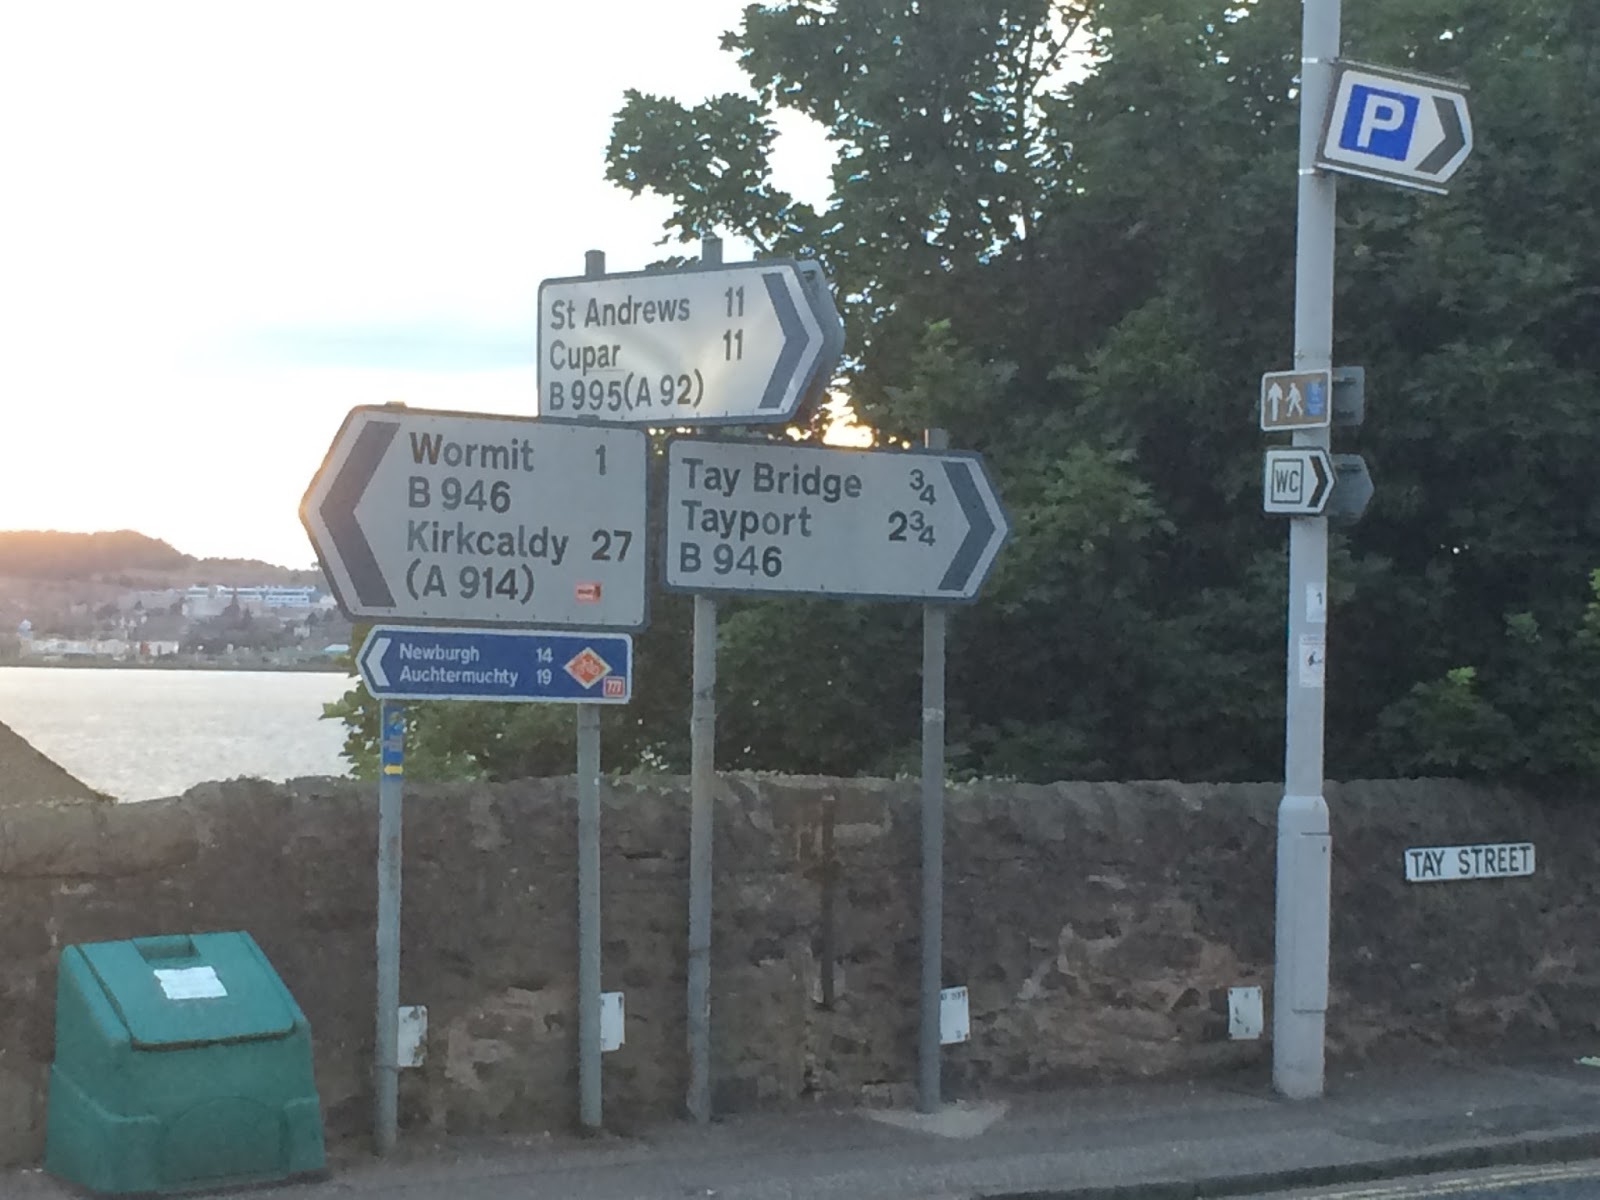 P
St Andrews 11
Cupar 11
B 995(A 92)
Wormit 1
B 946
Kirkcaldy 27
(A 914)
Tay Bridge ¾
Tayport 2¾
B 946
WC
Newburgh 14
Auchtermuchty 19
777
TAY STREET